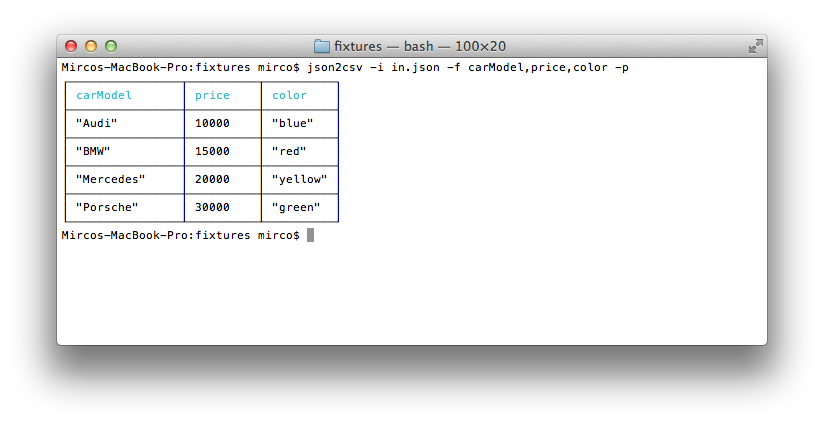 fixtures — bash — 100×20
Mircos-MacBook-Pro:fixtures mirco$ json2csv -i in.json -f carModel,price,color -p
carModel price color
"Audi" 10000 "blue"
"BMW" 15000 "red"
"Mercedes" 20000 "yellow"
"Porsche" 30000 "green"
Mircos-MacBook-Pro:fixtures mirco$